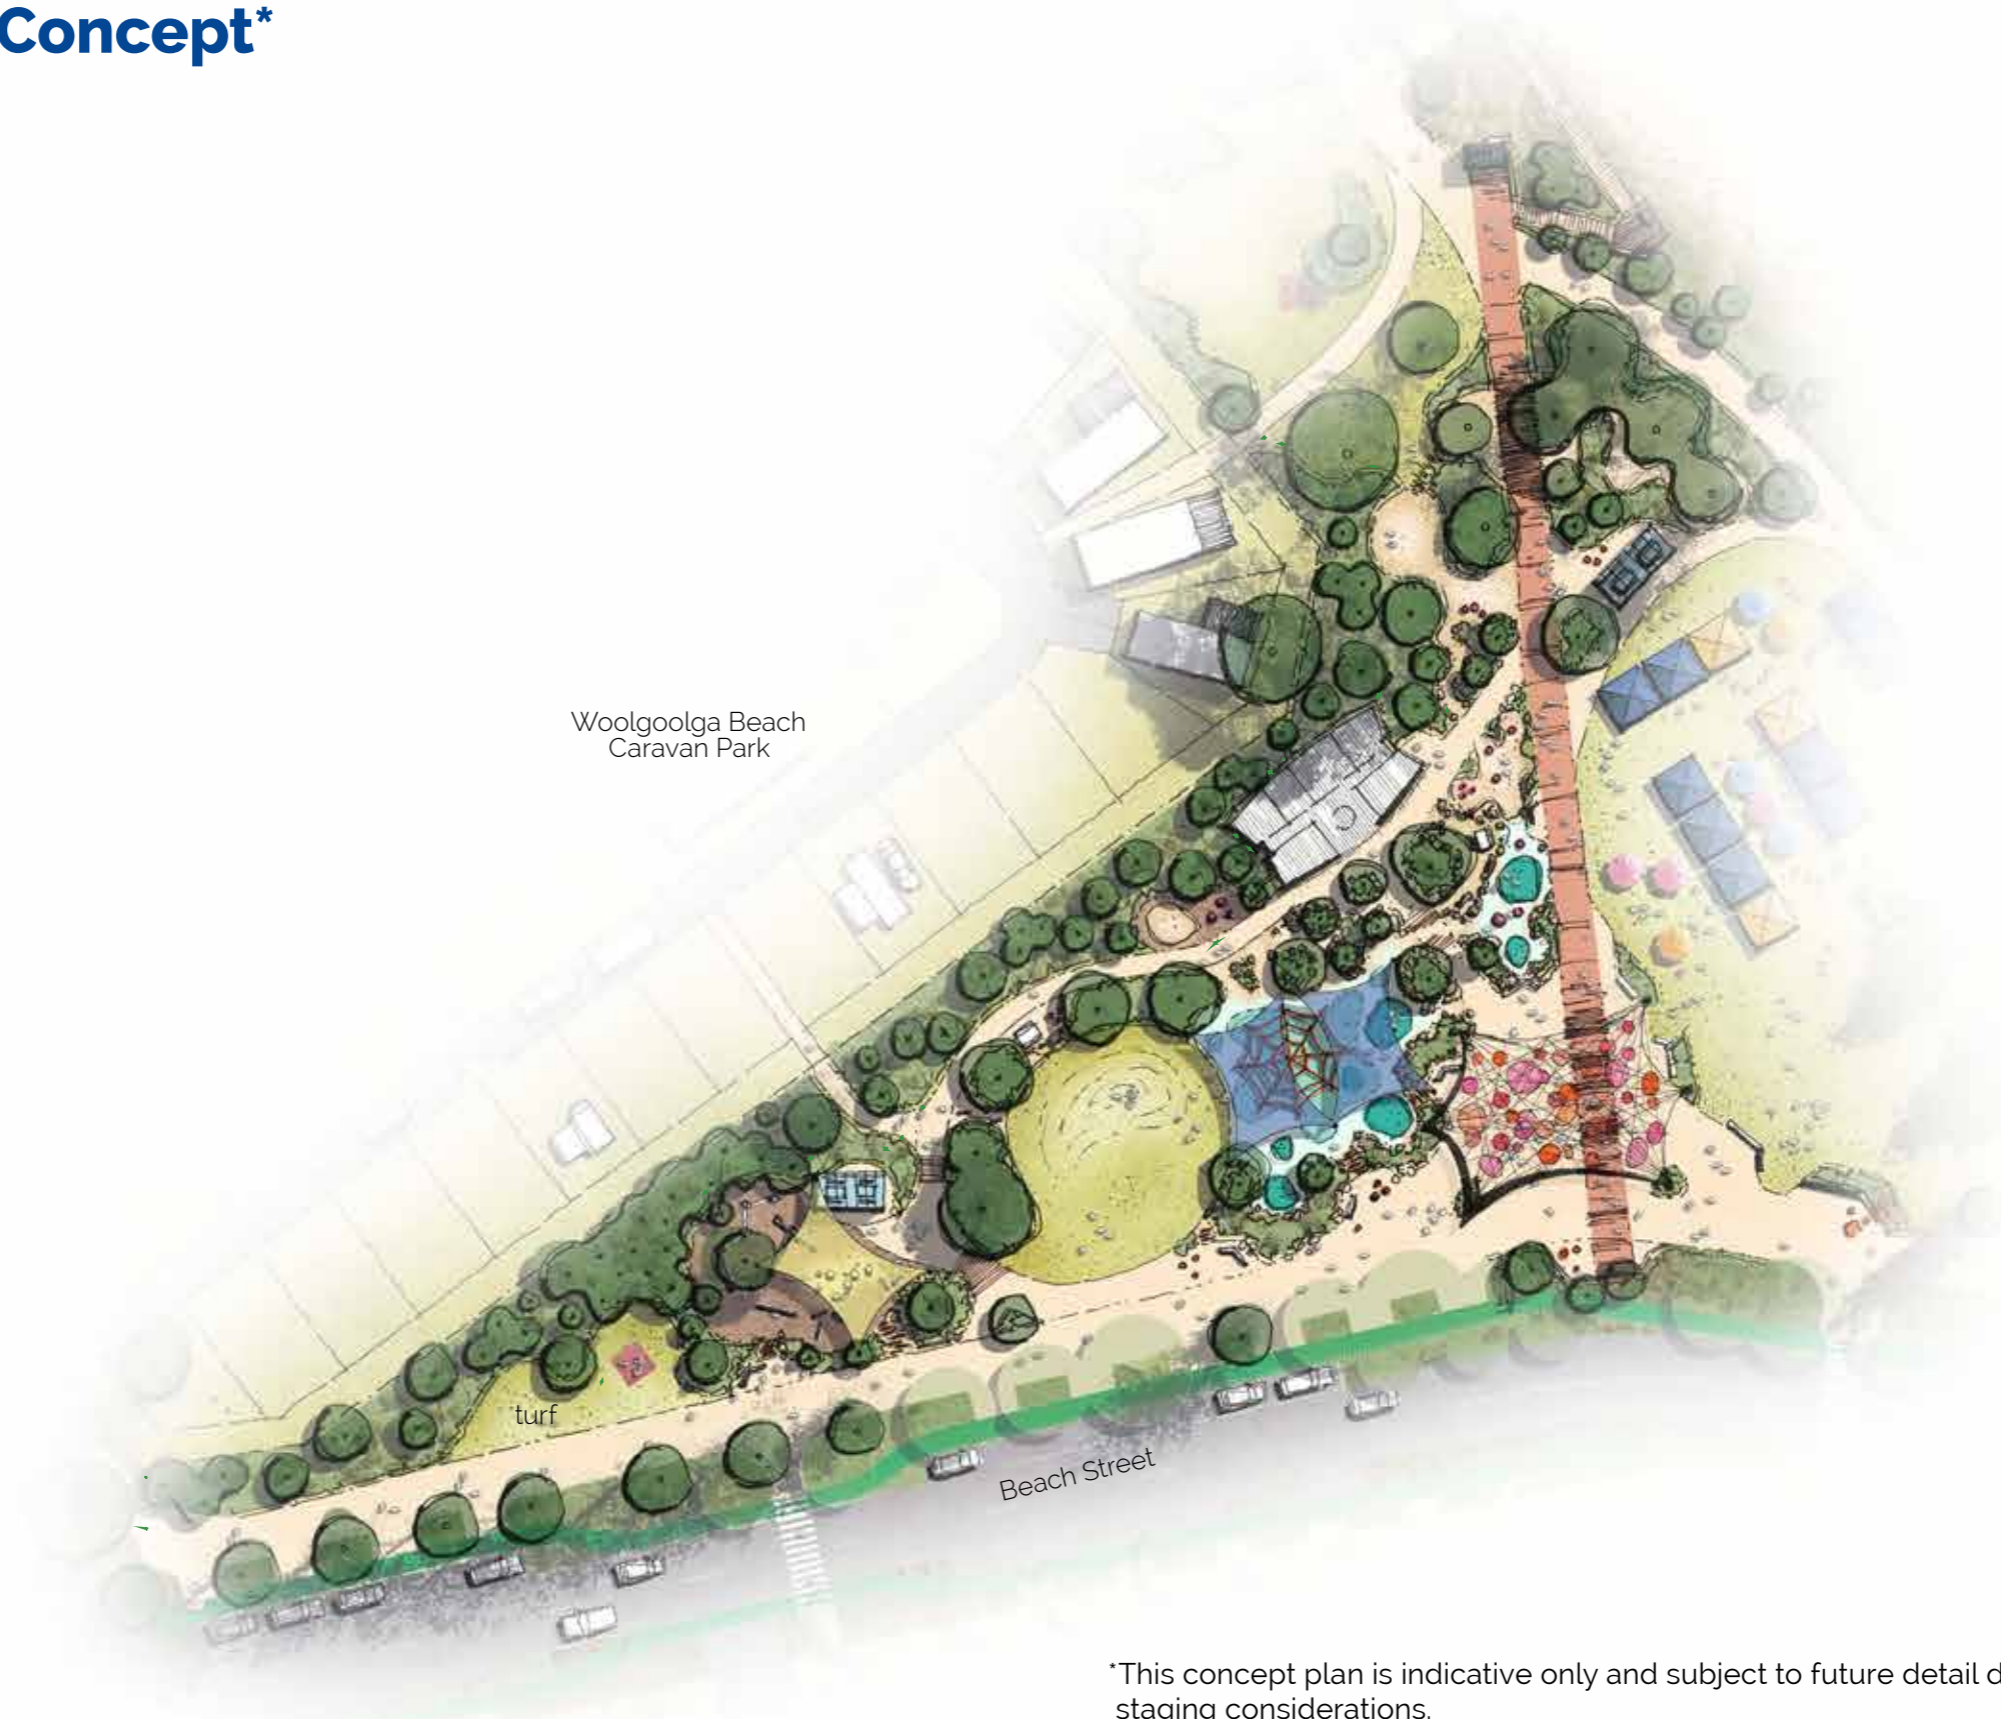 Concept*
Woolgoolga Beach
Caravan Park
turf
Beach Street
*This concept plan is indicative only and subject to future detail d
staging considerations.